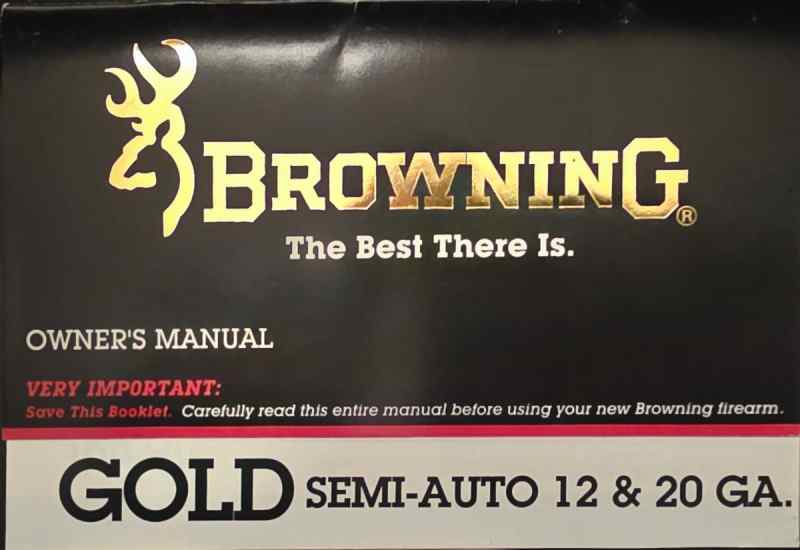 BROWNING®
The Best There Is.
OWNER'S MANUAL
VERY IMPORTANT:
Save This Booklet. Carefully read this entire manual before using your new Browning firearm.
GOLD SEMI-AUTO 12 & 20 GA.